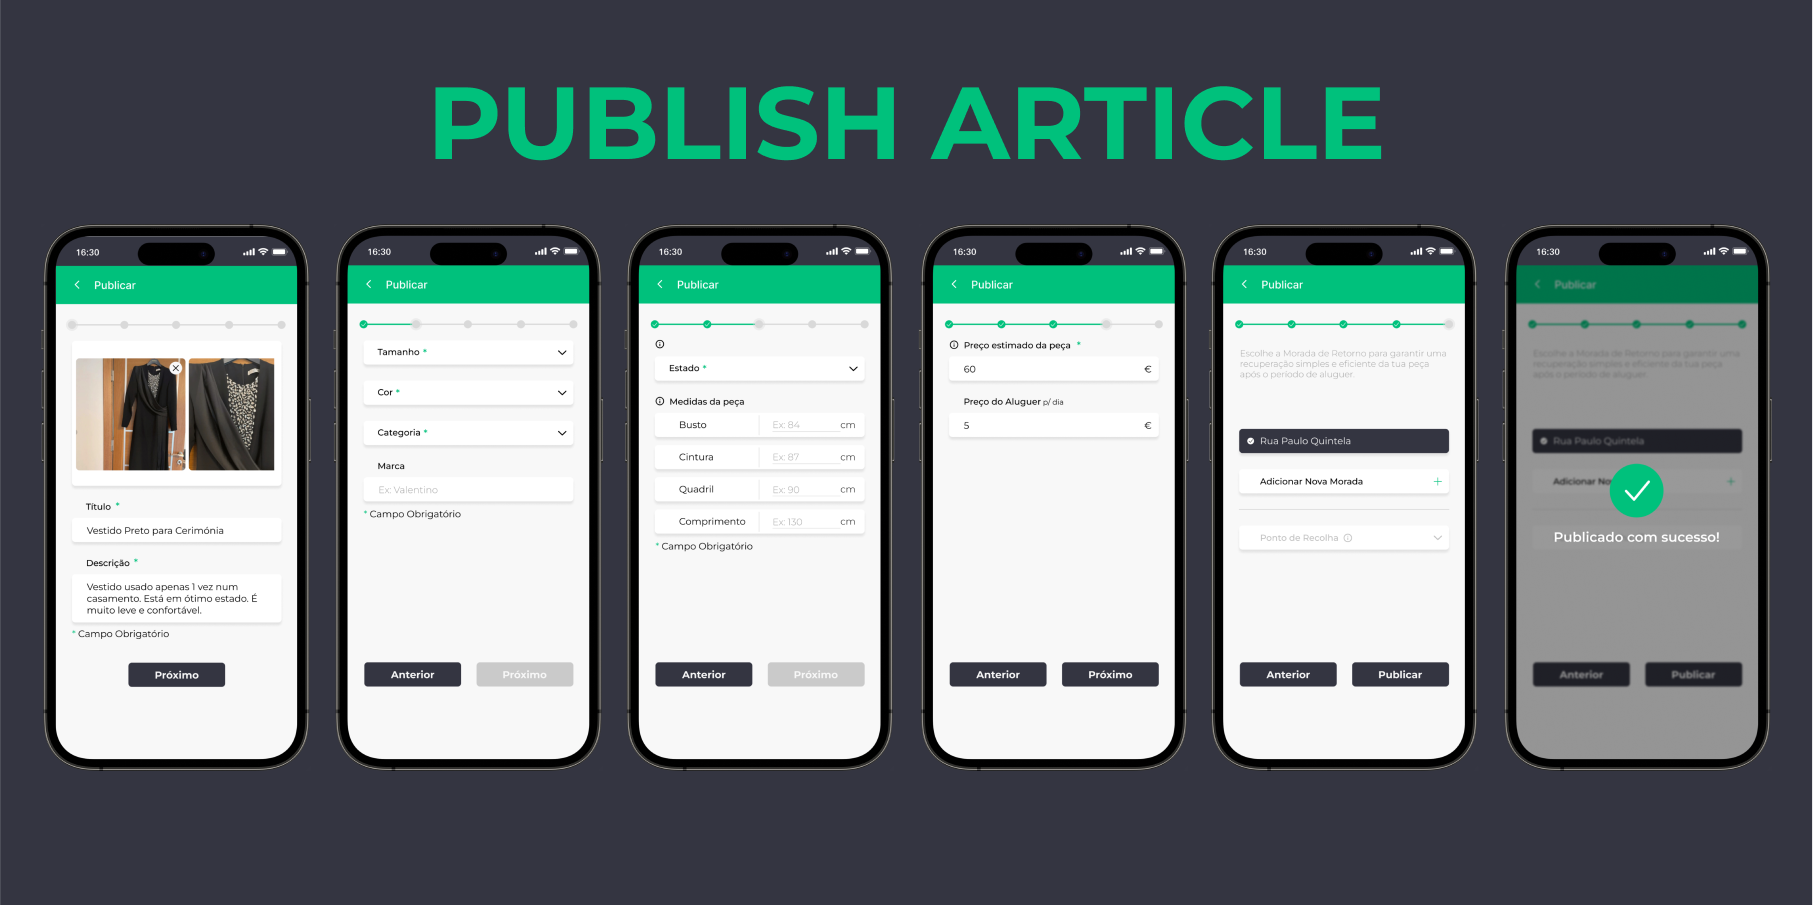 PUBLISH ARTICLE
16:30
Publicar
Título *
Vestido Preto para Cerimónia
Descrição *
Vestido usado apenas 1 vez num
casamento. Está em ótimo estado. É
muito leve e confortável.
* Campo Obrigatório
Próximo
16:30
Publicar
Tamanho *
Cor *
Categoria *
Marca
Ex: Valentino
* Campo Obrigatório
Anterior Próximo
16:30
Publicar
Estado *
Medidas da peça
Busto Ex: 84 cm
Cintura Ex: 87 cm
Quadril Ex: 90 cm
Comprimento Ex: 130 cm
* Campo Obrigatório
Anterior Próximo
16:30
Publicar
Preço estimado da peça *
60 €
Preço do Aluguer p/ dia
5 €
Anterior Próximo
16:30
Publicar
Escolhe a Morada de Retorno para garantir uma
recuperação simples e eficiente da tua peça
após o período de aluguer.
Rua Paulo Quintela
Adicionar Nova Morada +
Ponto de Recolha
Anterior Publicar
16:30
Publicar
Escolhe a Morada de Retorno para garantir uma
recuperação simples e eficiente da tua peça
após o período de aluguer.
Rua Paulo Quintela
Adicionar No +
Publicado com sucesso!
Anterior Publicar